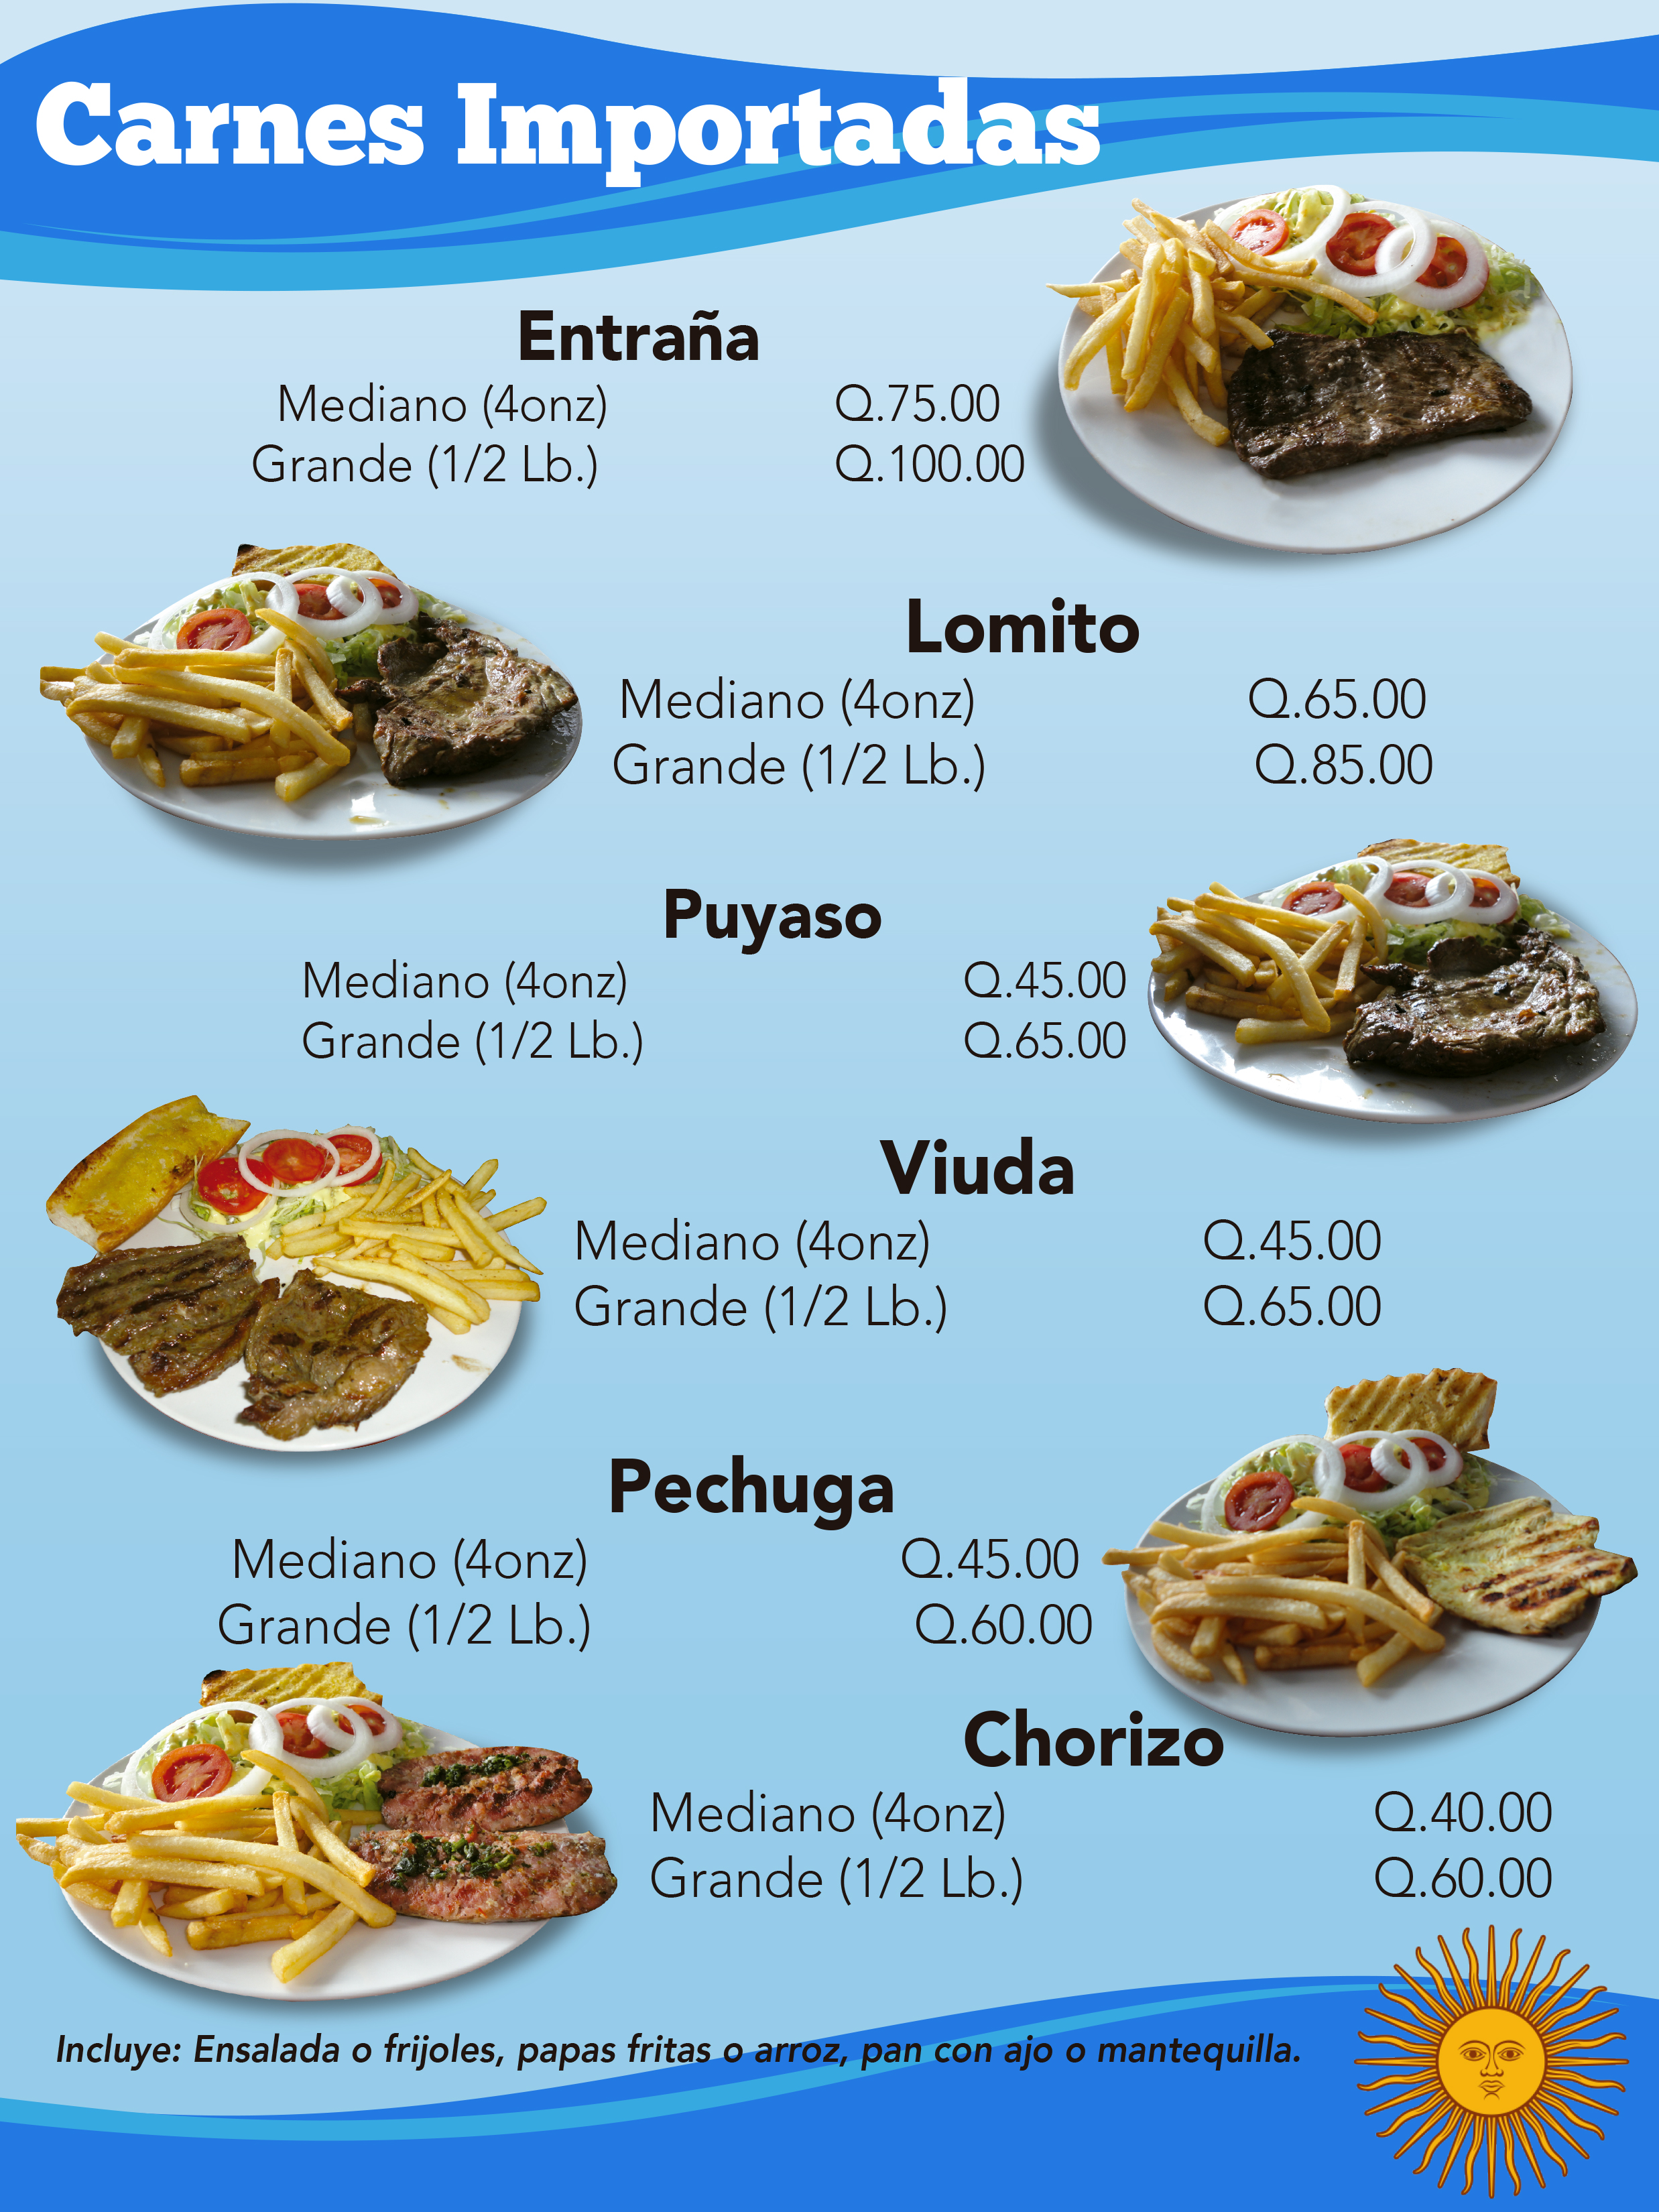 Carnes Importadas
Entraña
Mediano (4onz) Q.75.00
Grande (1/2 Lb.) Q.100.00
Lomito
Mediano (4onz) Q.65.00
Grande (1/2 Lb.) Q.85.00
Puyaso
Mediano (4onz) Q.45.00
Grande (1/2 Lb.) Q.65.00
Viuda
Mediano (4onz) Q.45.00
Grande (1/2 Lb.) Q.65.00
Pechuga
Mediano (4onz) Q.45.00
Grande (1/2 Lb.) Q.60.00
Chorizo
Mediano (4onz) Q.40.00
Grande (1/2 Lb.) Q.60.00
Incluye: Ensalada o frijoles, papas fritas o arroz, pan con ajo o mantequilla.